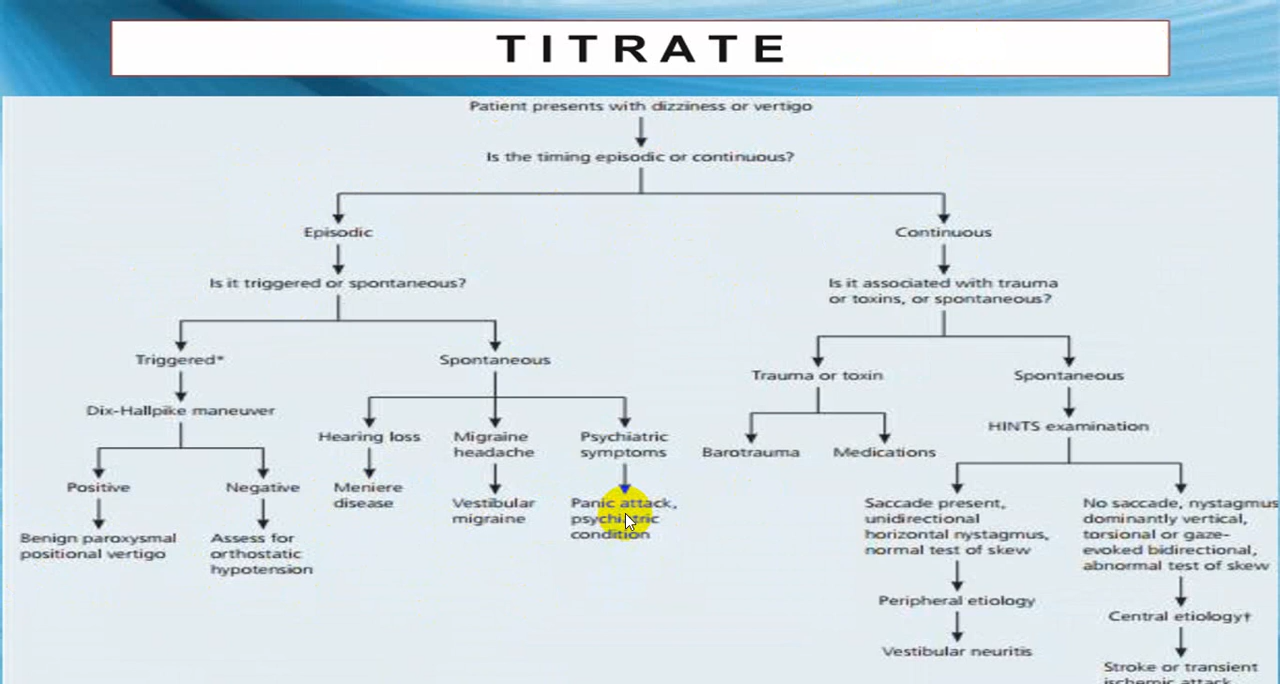 TITRATE
Patient presents with dizziness or vertigo
Is the timing episodic or continuous?
Episodic
Continuous
Is it triggered or spontaneous?
Is it associated with trauma
or toxins, or spontaneous?
Triggered*
Spontaneous
Trauma or toxin
Spontaneous
Dix-Hallpike maneuver
HINTS examination
Hearing loss
Migraine
headache
Psychiatric
symptoms
Barotrauma
Medications
Positive
Negative
Meniere
disease
Vestibular
migraine
Panic attack,
psychiatric
condition
Saccade present,
unidirectional
horizontal nystagmus,
normal test of skew
No saccade, nystagmus
dominantly vertical,
torsional or gaze-
evoked bidirectional,
abnormal test of skew
Benign paroxysmal
positional vertigo
Assess for
orthostatic
hypotension
Peripheral etiology
Central etiology†
Vestibular neuritis
Stroke or transient
ischemic attack